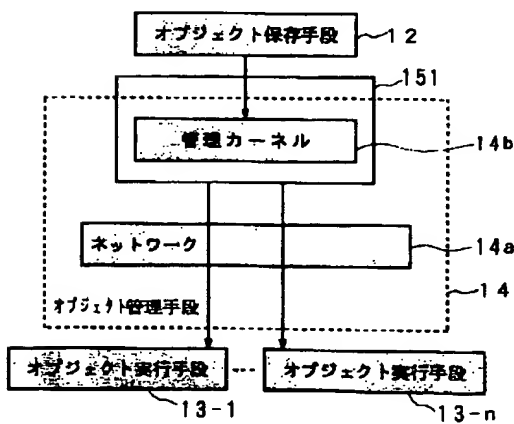 オブジェクト保存手段 12
151
管理カーネル 14b
ネットワーク 14a
オブジェクト管理手段 14
オブジェクト実行手段 … オブジェクト実行手段
13-1 13-n